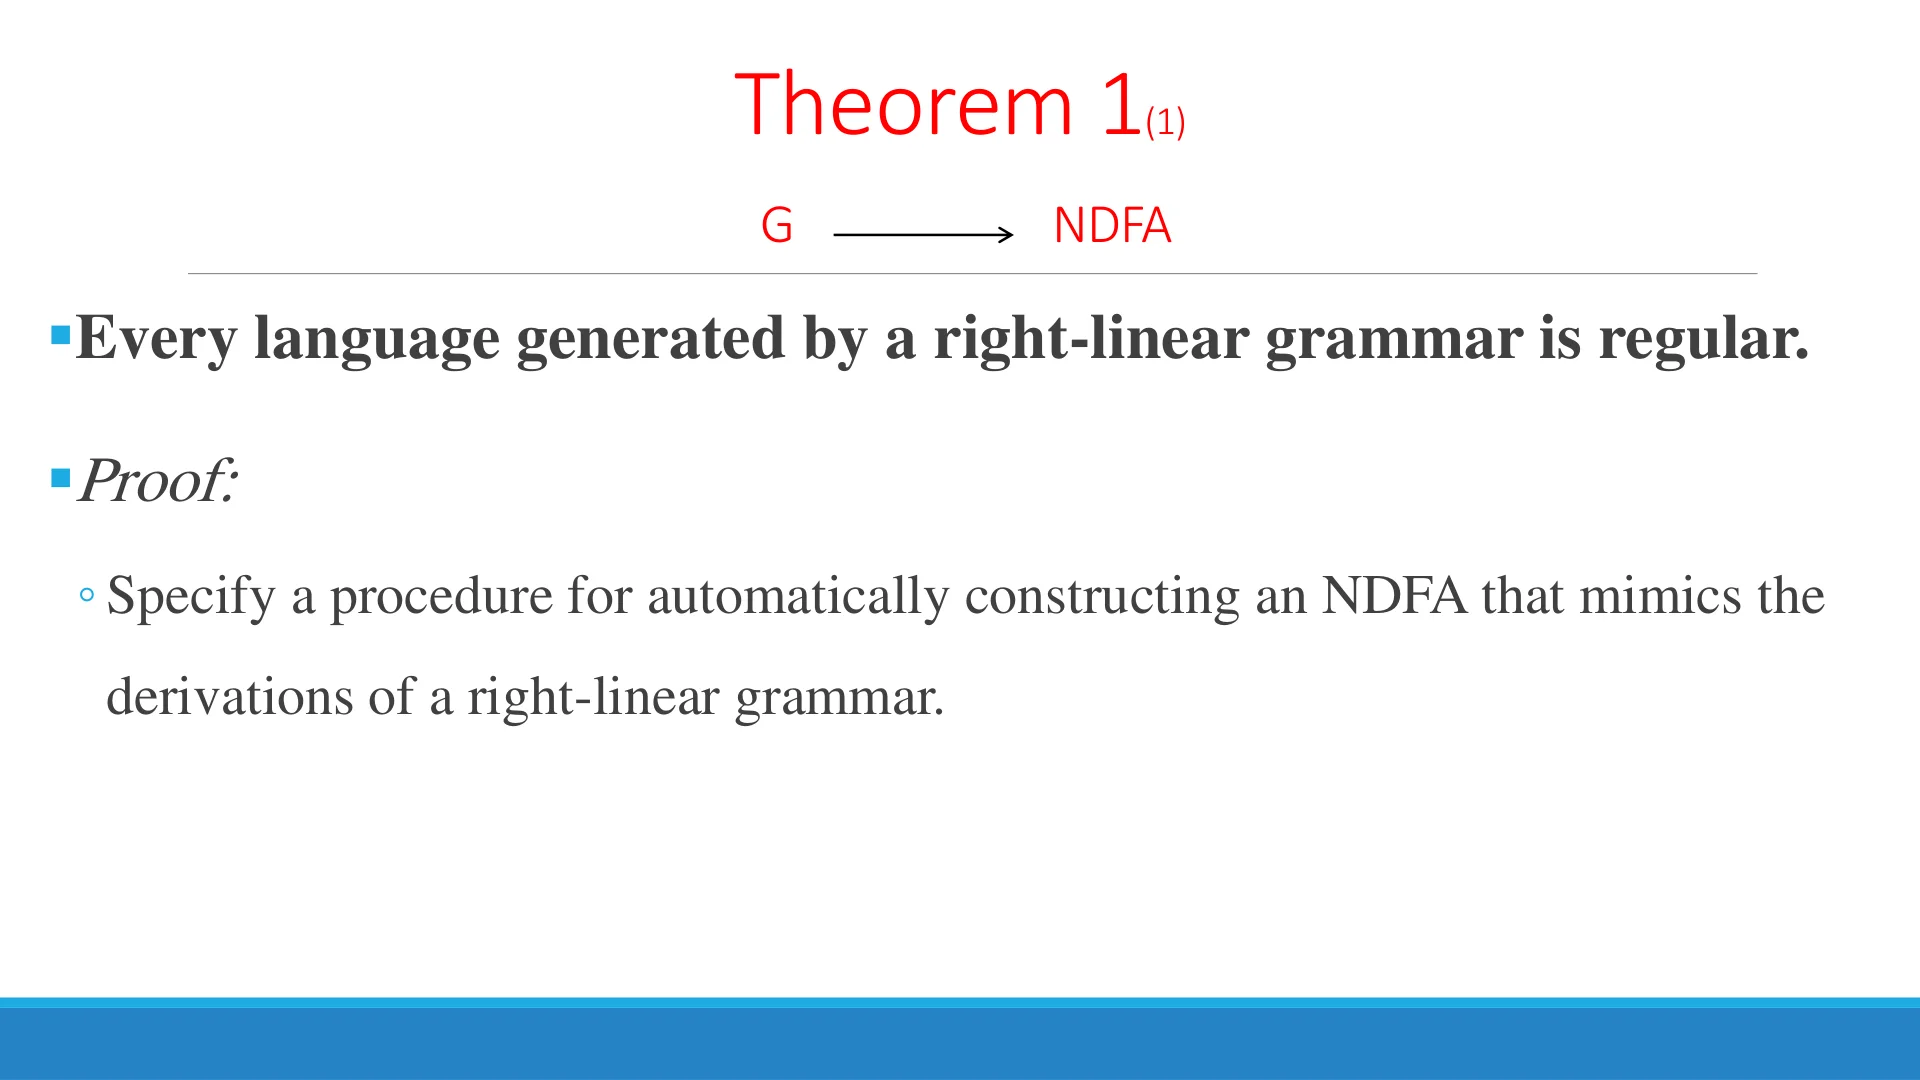 Theorem 1(1)
G NDFA
Every language generated by a right-linear grammar is regular.
Proof:
Specify a procedure for automatically constructing an NDFA that mimics the
derivations of a right-linear grammar.